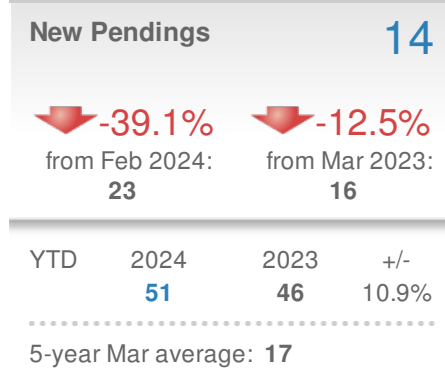 New Pendings 14
-39.1% -12.5%
from Feb 2024: from Mar 2023:
23 16
YTD 2024 2023 +/-
51 46 10.9%
5-year Mar average: 17